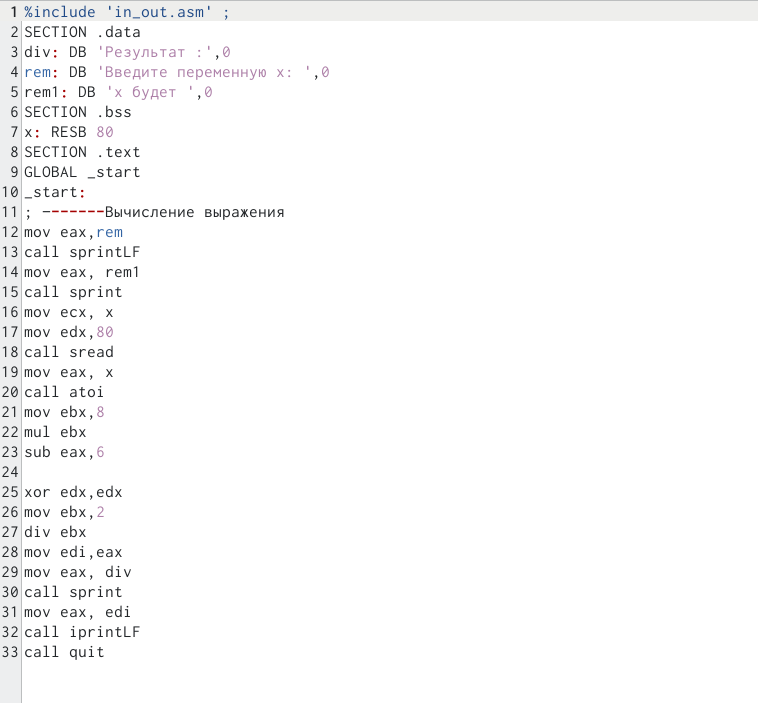 1 %include 'in_out.asm' ;
2 SECTION .data
3 div: DB 'Результат :',0
4 rem: DB 'Введите переменную x: ',0
5 rem1: DB 'x будет ',0
6 SECTION .bss
7 x: RESB 80
8 SECTION .text
9 GLOBAL _start
10 _start:
11 ; -------Вычисление выражения
12 mov eax,rem
13 call sprintLF
14 mov eax, rem1
15 call sprint
16 mov ecx, x
17 mov edx,80
18 call sread
19 mov eax, x
20 call atoi
21 mov ebx,8
22 mul ebx
23 sub eax,6
24
25 xor edx,edx
26 mov ebx,2
27 div ebx
28 mov edi,eax
29 mov eax, div
30 call sprint
31 mov eax, edi
32 call iprintLF
33 call quit